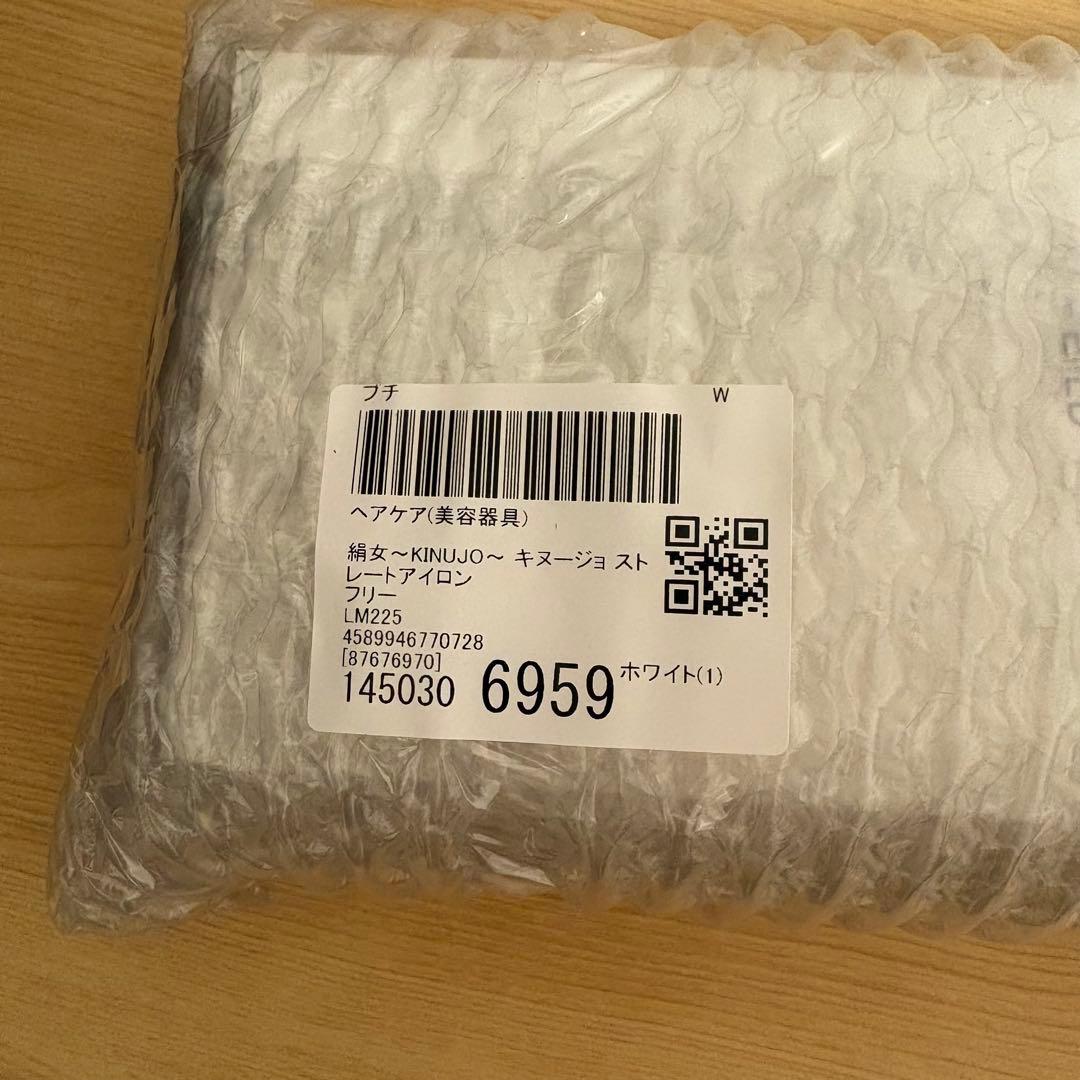 プチ W
ヘアケア(美容器具)
絹女～KINUJO～ キヌージョ スト
レートアイロン
フリー
LM225
4589946770728
[87676970]
145030 6959 ホワイト(1)